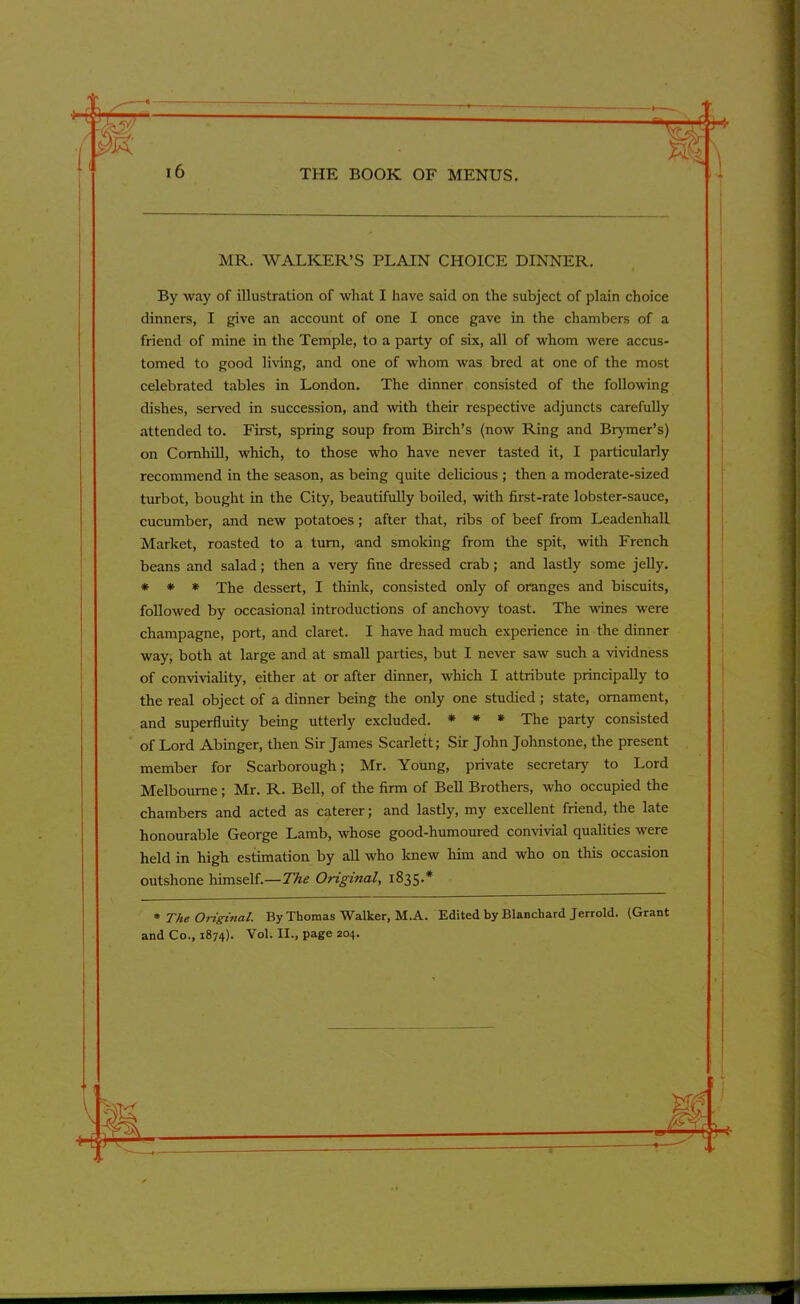 16
THE BOOK OF MENUS.
MR. WALKER'S PLAIN CHOICE DINNER.
By way of illustration of what I have said on the subject of plain choice
dinners, I give an account of one I once gave in the chambers of a
friend of mine in the Temple, to a party of six, all of whom were accus-
tomed to good living, and one of whom was bred at one of the most
celebrated tables in London. The dinner consisted of the following
dishes, served in succession, and with their respective adjuncts carefully
attended to. First, spring soup from Birch's (now Ring and Brymer's)
on Cornhill, which, to those who have never tasted it, I particularly
recommend in the season, as being quite delicious ; then a moderate-sized
turbot, bought in the City, beautifully boiled, with first-rate lobster-sauce,
cucumber, and new potatoes ; after that, ribs of beef from Leadenhall
Market, roasted to a turn, and smoking from the spit, with French
beans and salad ; then a very fine dressed crab ; and lastly some jelly.
* * * The dessert, I think, consisted only of oranges and biscuits,
followed by occasional introductions of anchovy toast. The wines were
champagne, port, and claret. I have had much experience in the dinner
way, both at large and at small parties, but I never saw such a vividness
of conviviality, either at or after dinner, which I attribute principally to
the real object of a dinner being the only one studied ; state, ornament,
and superfluity being utterly excluded. * * * The party consisted
of Lord Abinger, then Sir James Scarlett; Sir John Johnstone, the present
member for Scarborough; Mr. Young, private secretary to Lord
Melbourne; Mr. R. Bell, of the firm of Bell Brothers, who occupied the
chambers and acted as caterer; and lastly, my excellent friend, the late
honourable George Lamb, whose good-humoured convivial qualities were
held in high estimation by all who knew him and who on this occasion
outshone himself.—The Original, 1835.*
* The Original. By Thomas Walker, M.A. Edited by Blanchard Jerrold. (Grant
and Co., 1874). Vol. II., page 204.